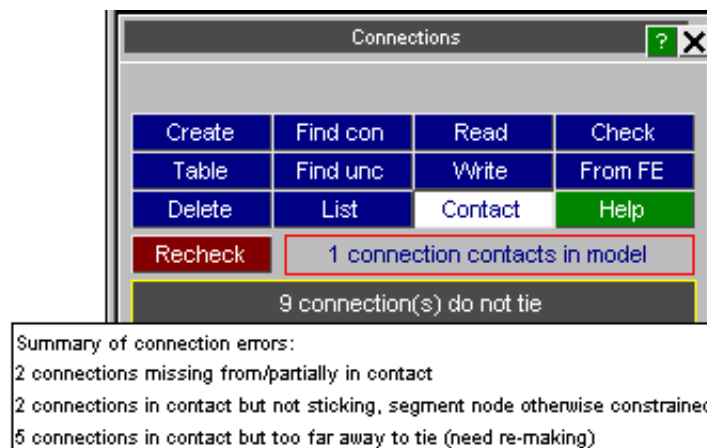 Connections
? X
Create Find con Read Check
Table Find unc Write From FE
Delete List Contact Help
Recheck 1 connection contacts in model
9 connection(s) do not tie
Summary of connection errors:
2 connections missing from/partially in contact
2 connections in contact but not sticking, segment node otherwise constrained
5 connections in contact but too far away to tie (need re-making)